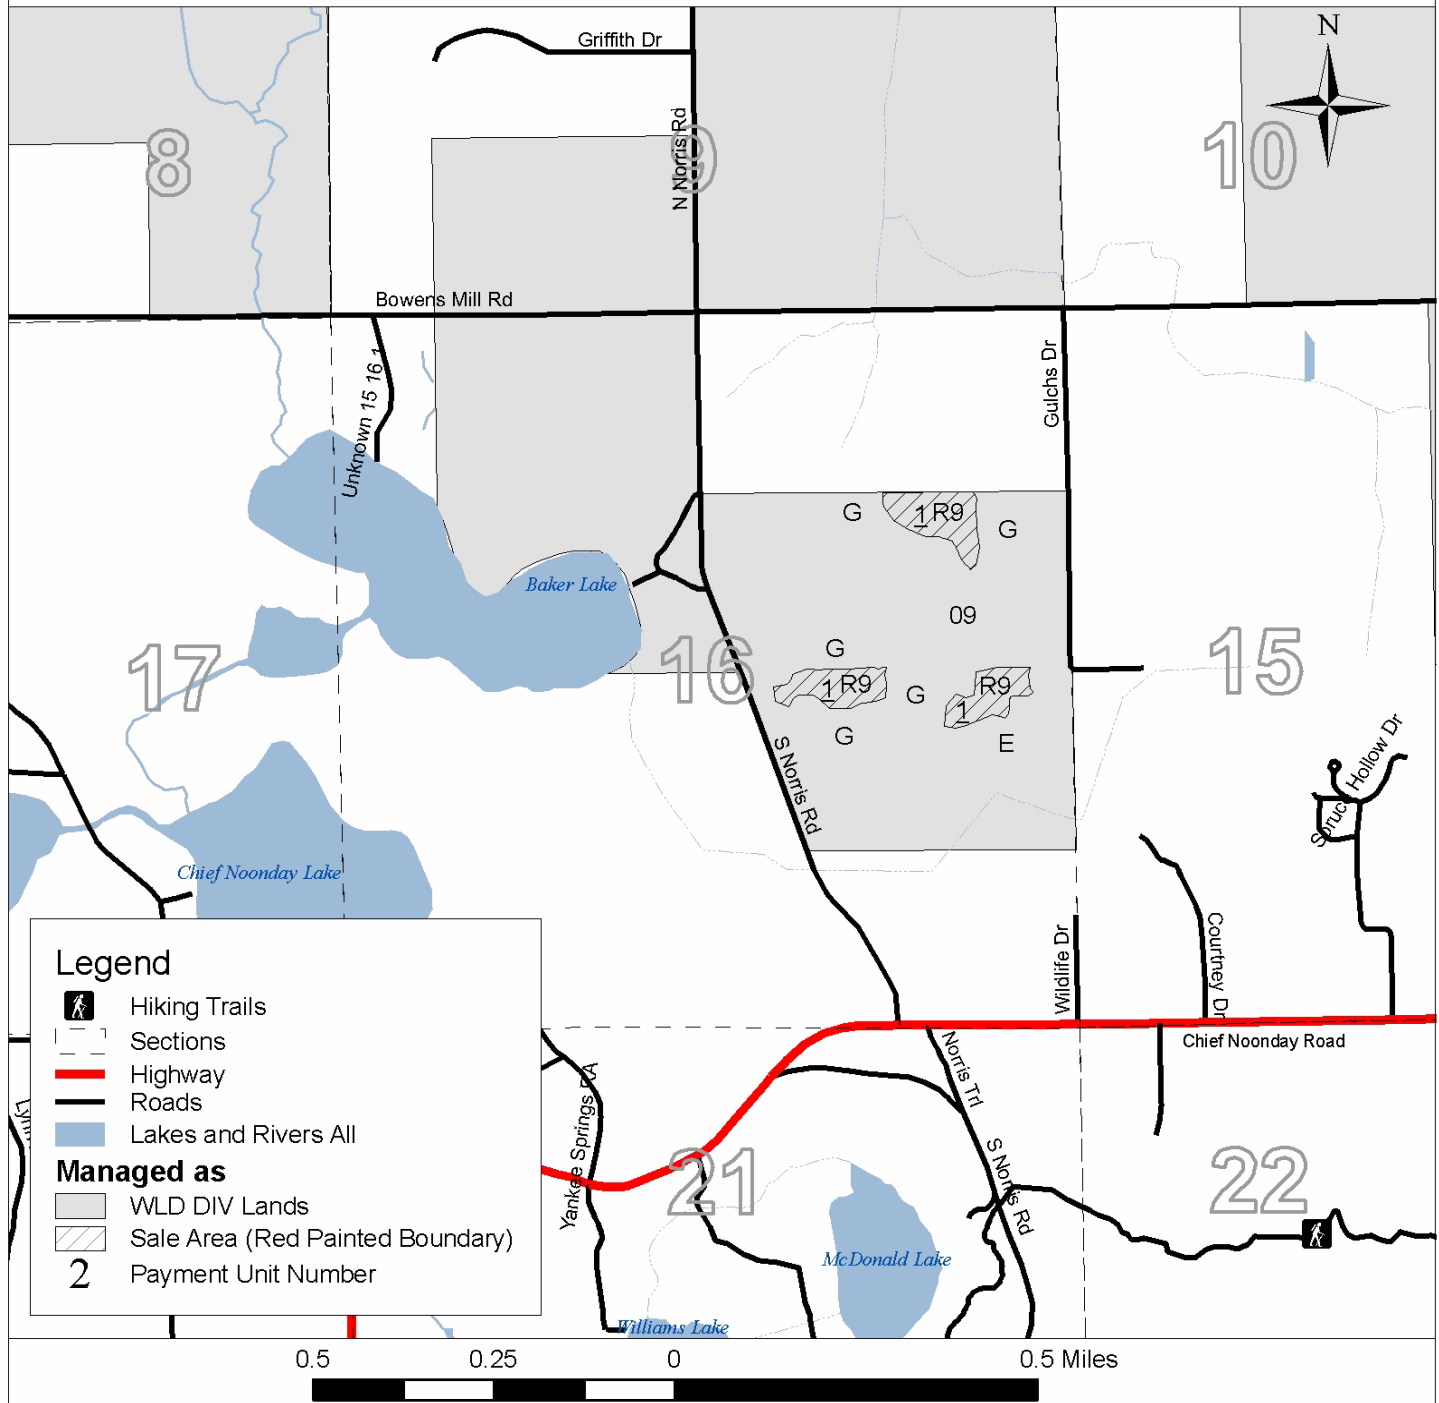 N
Griffith Dr
N Norris Rd
8
9
10
Bowens Mill Rd
Unknown 15 16 1
Gulchs Dr
G
1
R9
G
Baker Lake
09
17
16
15
G
1
R9
G
R9
1
G
E
S Norris Rd
Spruce Hollow Dr
Chief Noonday Lake
Wildlife Dr
Courtney Dr
Chief Noonday Road
Norris Trl
Yankee Springs RA
S Norris Rd
21
22
McDonald Lake
Williams Lake
Legend
Hiking Trails
Sections
Highway
Roads
Lakes and Rivers All
Managed as
WLD DIV Lands
Sale Area (Red Painted Boundary)
2 Payment Unit Number
0.5 0.25 0 0.5 Miles